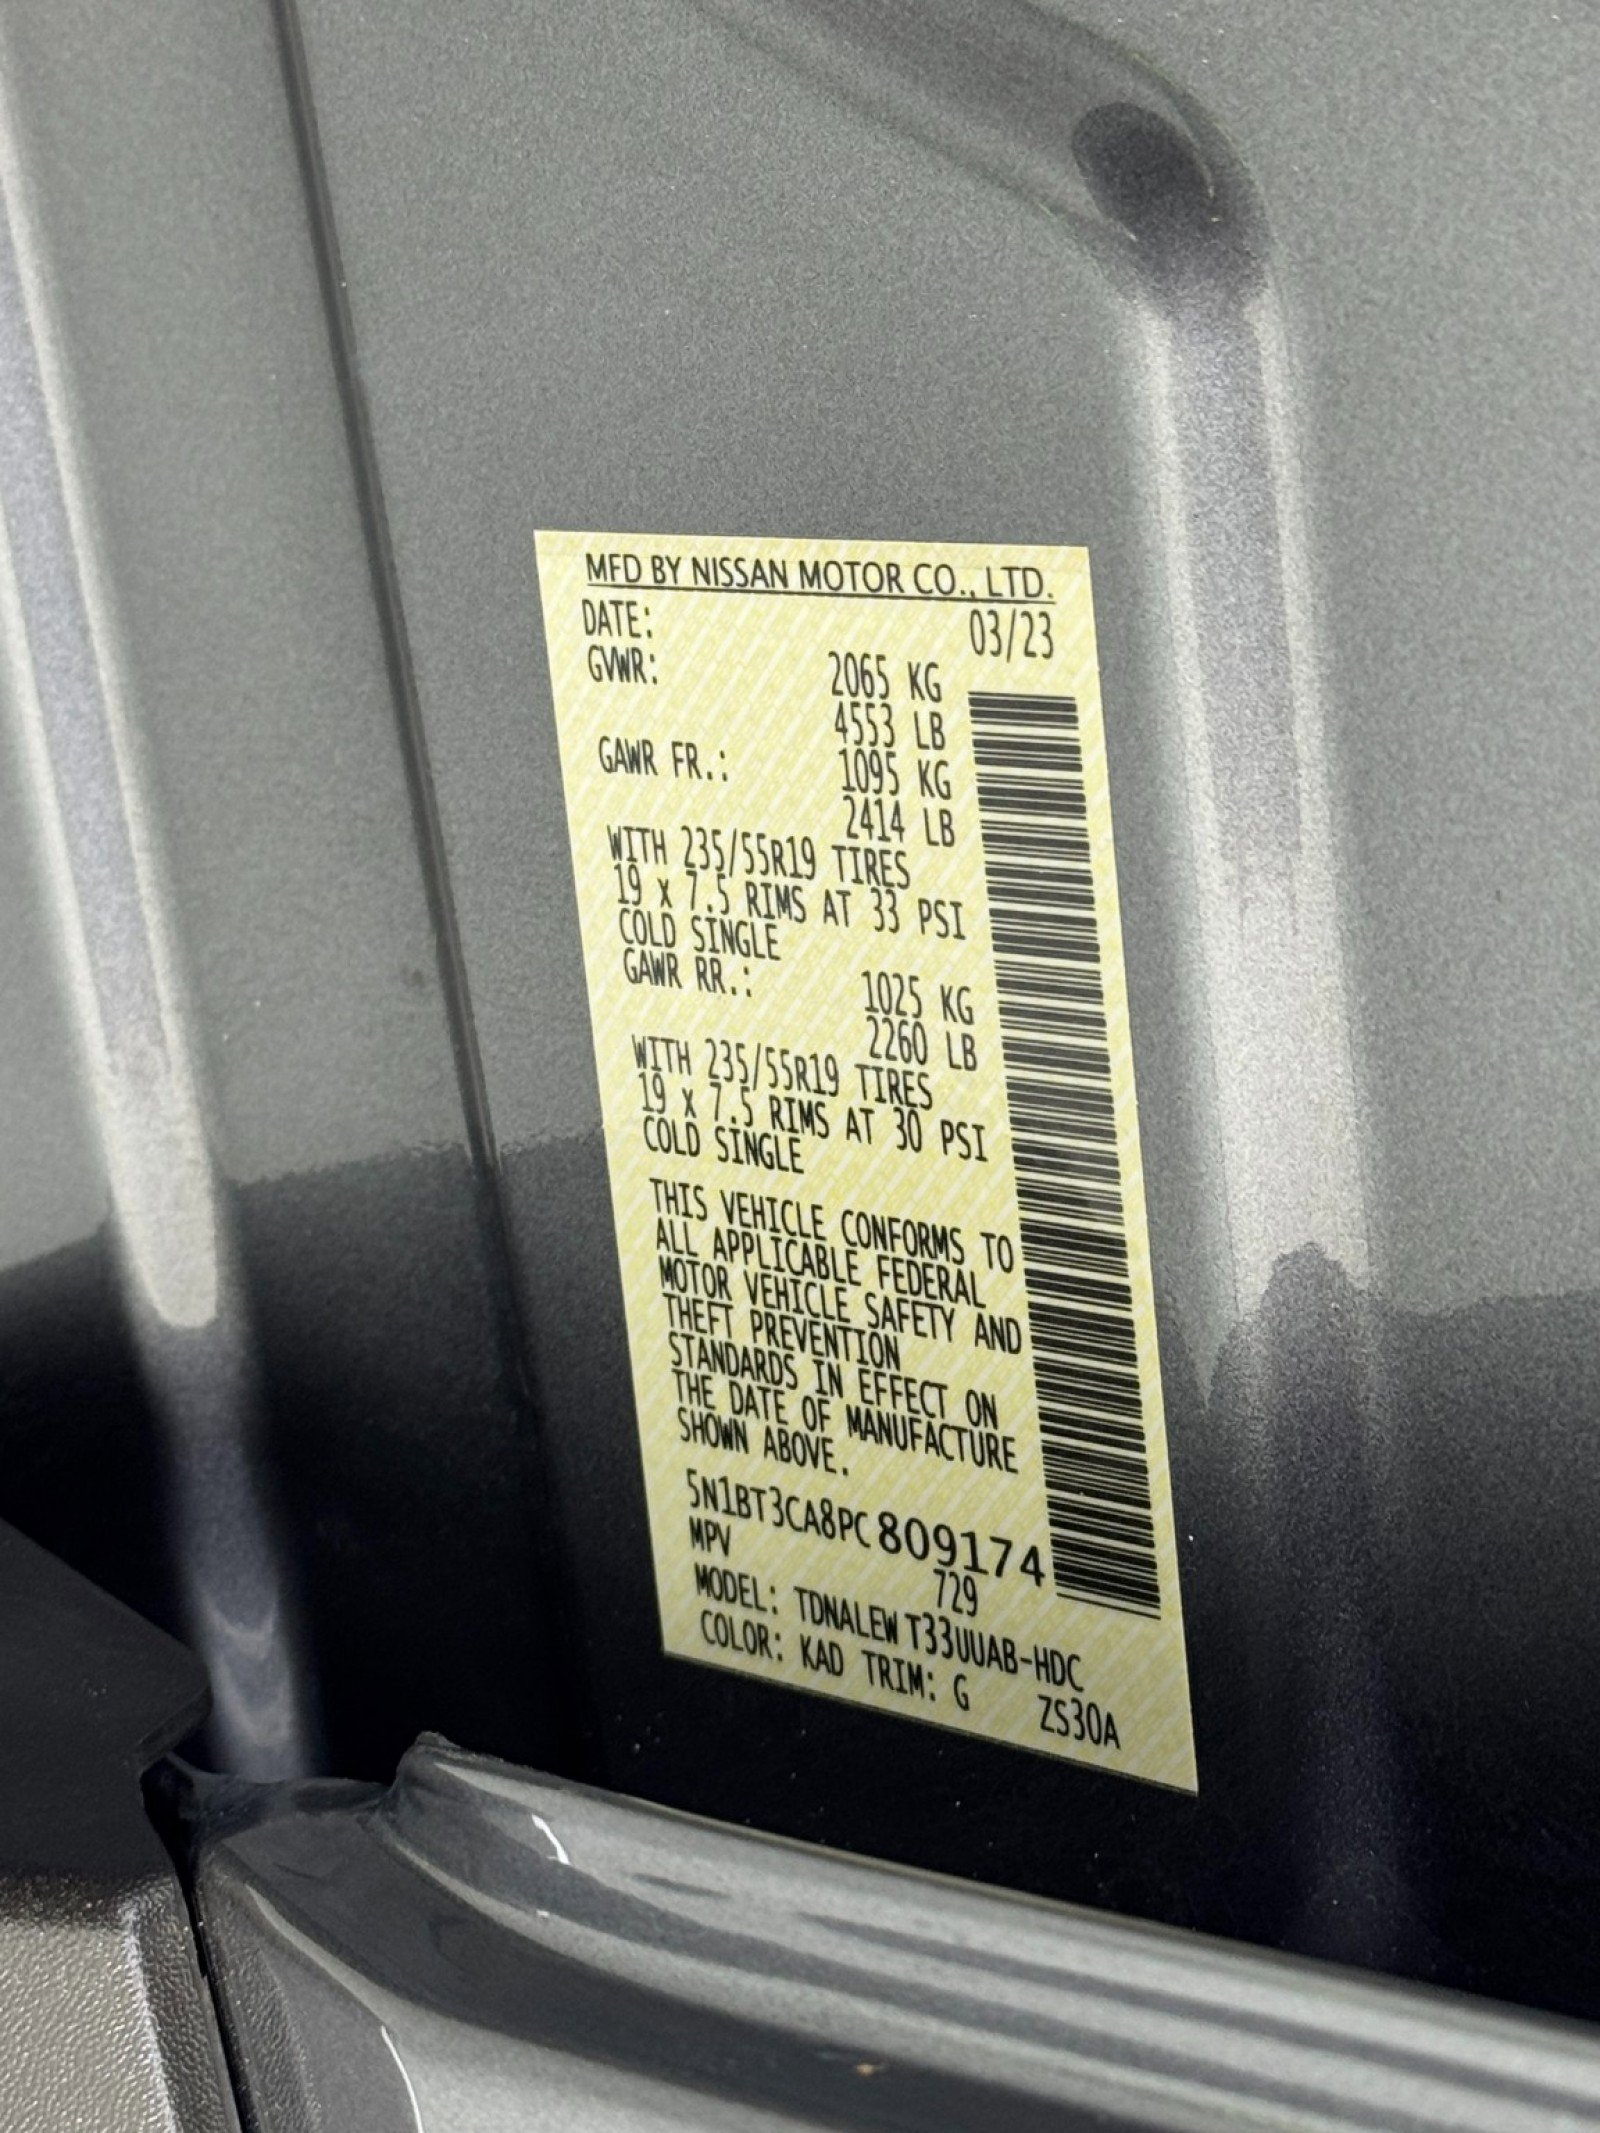 MFD BY NISSAN MOTOR CO., LTD.
DATE: 03/23
GVWR: 2065 KG
4553 LB
GAWR FR.: 1095 KG
2414 LB
WITH 235/55R19 TIRES
19 x 7.5 RIMS AT 33 PSI
COLD SINGLE
GAWR RR.: 1025 KG
2260 LB
WITH 235/55R19 TIRES
19 x 7.5 RIMS AT 30 PSI
COLD SINGLE
THIS VEHICLE CONFORMS TO
ALL APPLICABLE FEDERAL
MOTOR VEHICLE SAFETY AND
THEFT PREVENTION
STANDARDS IN EFFECT ON
THE DATE OF MANUFACTURE
SHOWN ABOVE.
5N1BT3CA8PC809174
MPV 729
MODEL: TDNALEW T33UUAB-HDC
COLOR: KAD TRIM: G ZS30A